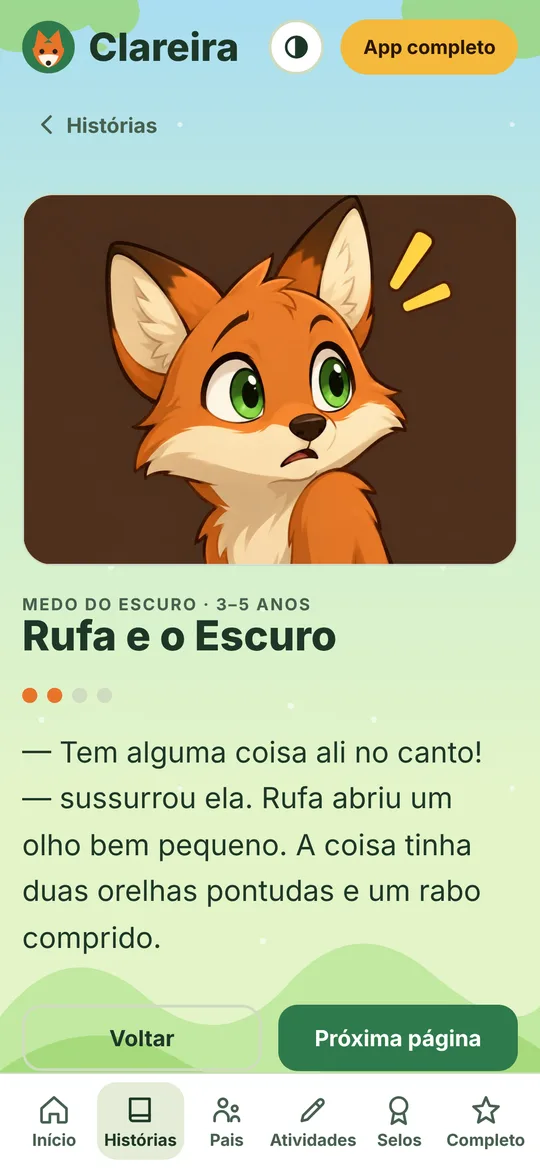 Clareira
App completo
Histórias
MEDO DO ESCURO · 3–5 ANOS
Rufa e o Escuro
— Tem alguma coisa ali no canto!
— sussurrou ela. Rufa abriu um
olho bem pequeno. A coisa tinha
duas orelhas pontudas e um rabo
comprido.
Voltar
Próxima página
Início
Histórias
Pais
Atividades
Selos
Completo